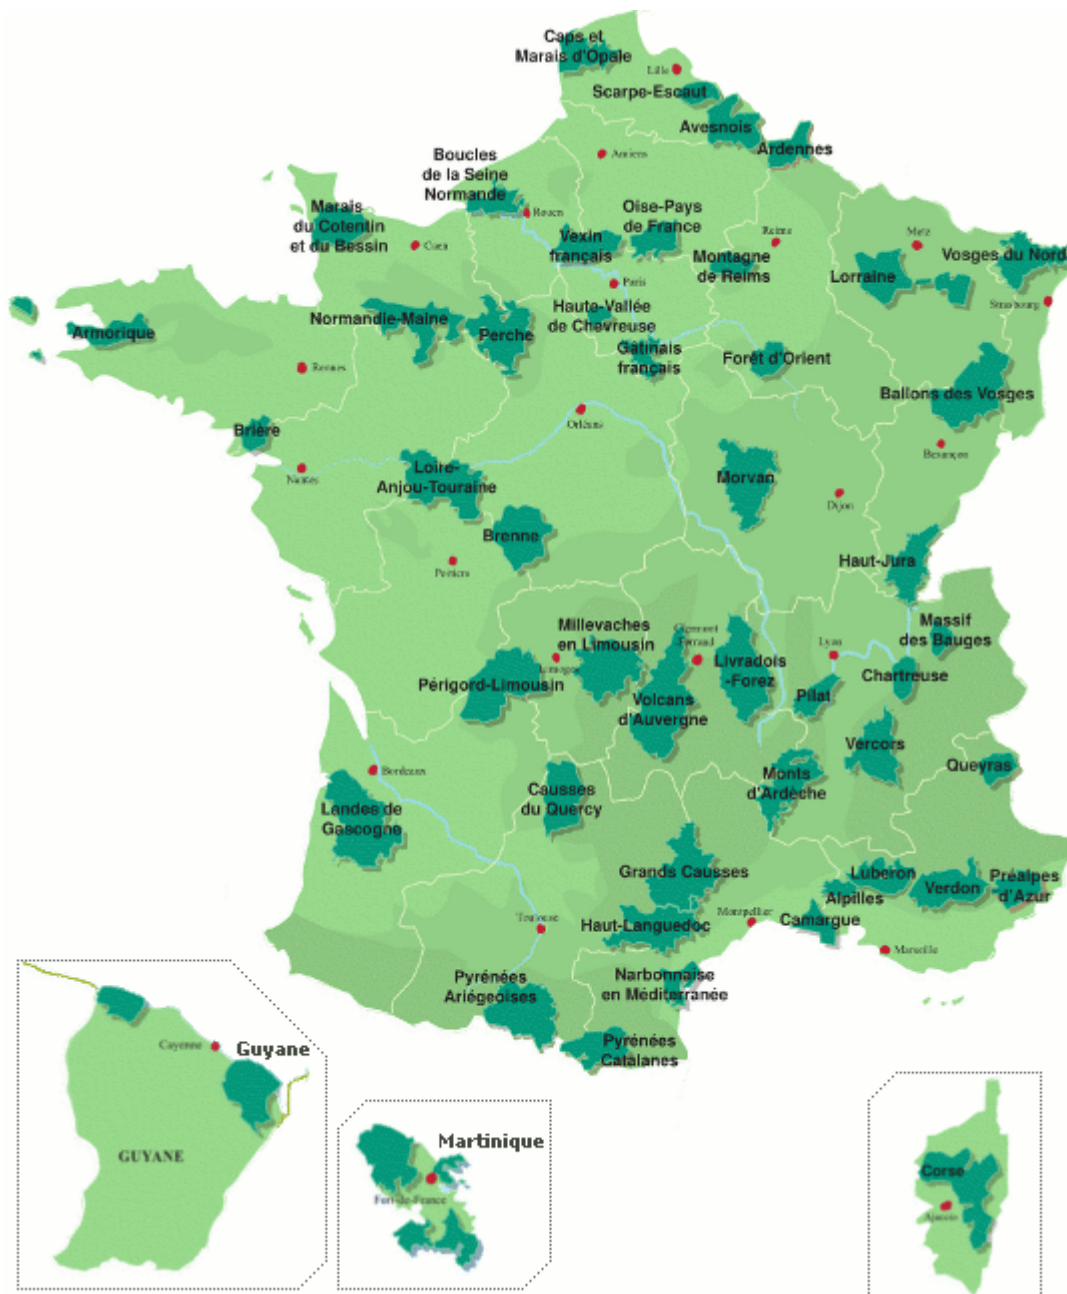 Caps et
Marais d'Opale
Lille
Scarpe-Escaut
Avesnois
Ardennes
Amiens
Boucles
de la Seine
Normande
Rouen
Oise-Pays
de France
Marais
du Cotentin
et du Bessin
Caen
Vexin
français
Reims
Montagne
de Reims
Metz
Vosges du Nord
Lorraine
Strasbourg
Paris
Haute-Vallée
de Chevreuse
Armorique
Normandie-Maine
Perche
Gâtinais
français
Forêt d'Orient
Rennes
Ballons des Vosges
Orléans
Brière
Besançon
Nantes
Loire-
Anjou-Touraine
Morvan
Dijon
Brenne
Poitiers
Haut-Jura
Massif
des Bauges
Millevaches
en Limousin
Clermont
Ferrand
Lyon
Limoges
Livradois
-Forez
Chartreuse
Périgord-Limousin
Pilat
Volcans
d'Auvergne
Vercors
Bordeaux
Queyras
Causses
du Quercy
Monts
d'Ardèche
Landes de
Gascogne
Grands Causses
Luberon
Alpilles
Verdon
Préalpes
d'Azur
Toulouse
Haut-Languedoc
Montpellier
Camargue
Marseille
Pyrénées
Ariégeoises
Narbonnaise
en Méditerranée
Pyrénées
Catalanes
Cayenne
Guyane
GUYANE
Martinique
Fort-de-France
Corse
Ajaccio